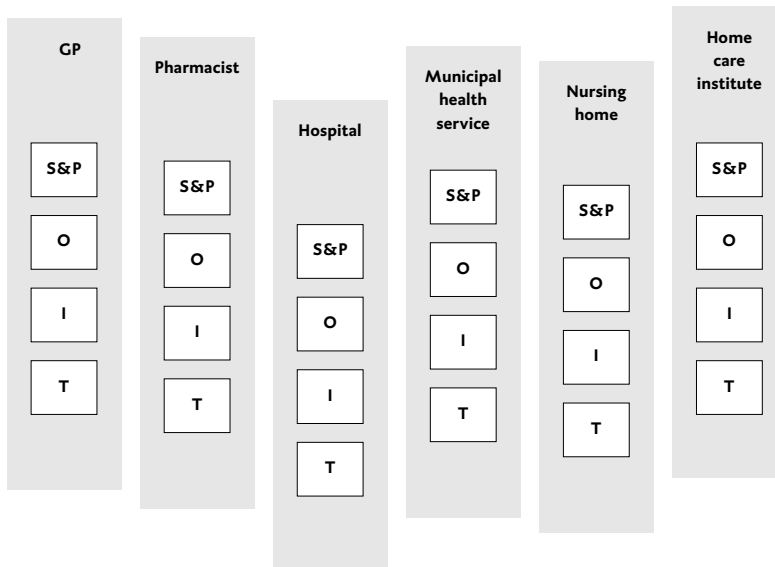 GP
S&P
O
I
T
Pharmacist
S&P
O
I
T
Hospital
S&P
O
I
T
Municipal
health
service
S&P
O
I
T
Nursing
home
S&P
O
I
T
Home
care
institute
S&P
O
I
T